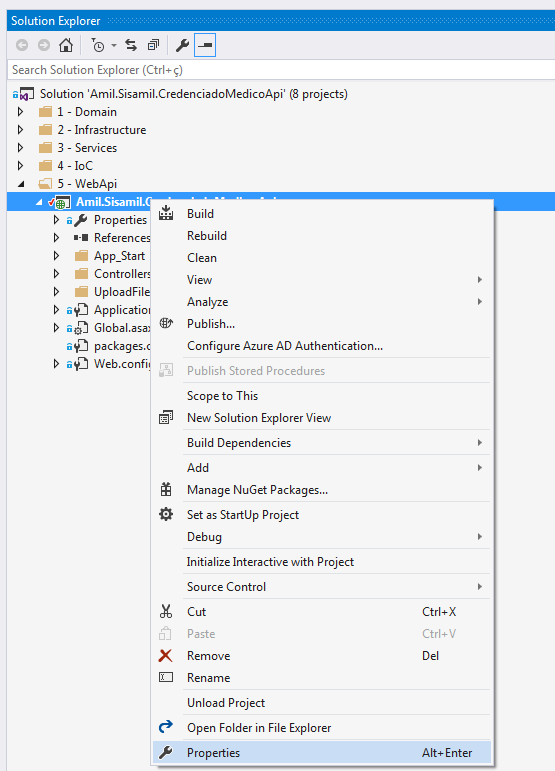 Solution Explorer
Search Solution Explorer (Ctrl+ç)
Solution 'Amil.Sisamil.CredenciadoMedicoApi' (8 projects)
1 - Domain
2 - Infrastructure
3 - Services
4 - IoC
5 - WebApi
Amil.Sisamil.
Properties
References
App_Start
Controllers
UploadFile
Application
Global.asax
packages.c
Web.config
Build
Rebuild
Clean
View
Analyze
Publish...
Configure Azure AD Authentication...
Publish Stored Procedures
Scope to This
New Solution Explorer View
Build Dependencies
Add
Manage NuGet Packages...
Set as StartUp Project
Debug
Initialize Interactive with Project
Source Control
Cut Ctrl+X
Paste Ctrl+V
Remove Del
Rename
Unload Project
Open Folder in File Explorer
Properties Alt+Enter